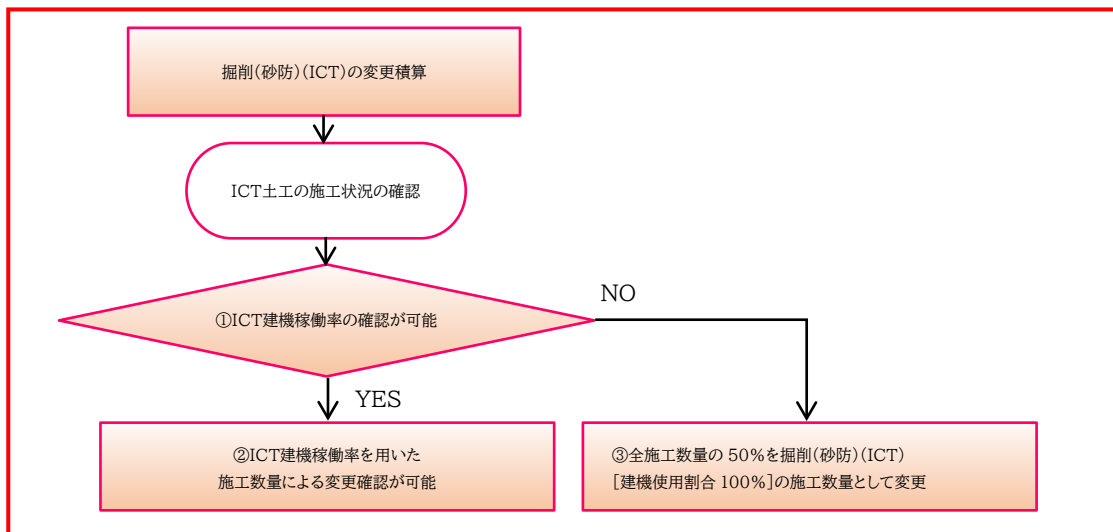 掘削(砂防)(ICT)の変更積算
ICT土工の施工状況の確認
①ICT建機稼働率の確認が可能
NO
YES
②ICT建機稼働率を用いた
施工数量による変更確認が可能
③全施工数量の 50%を掘削(砂防)(ICT)
[建機使用割合 100%]の施工数量として変更